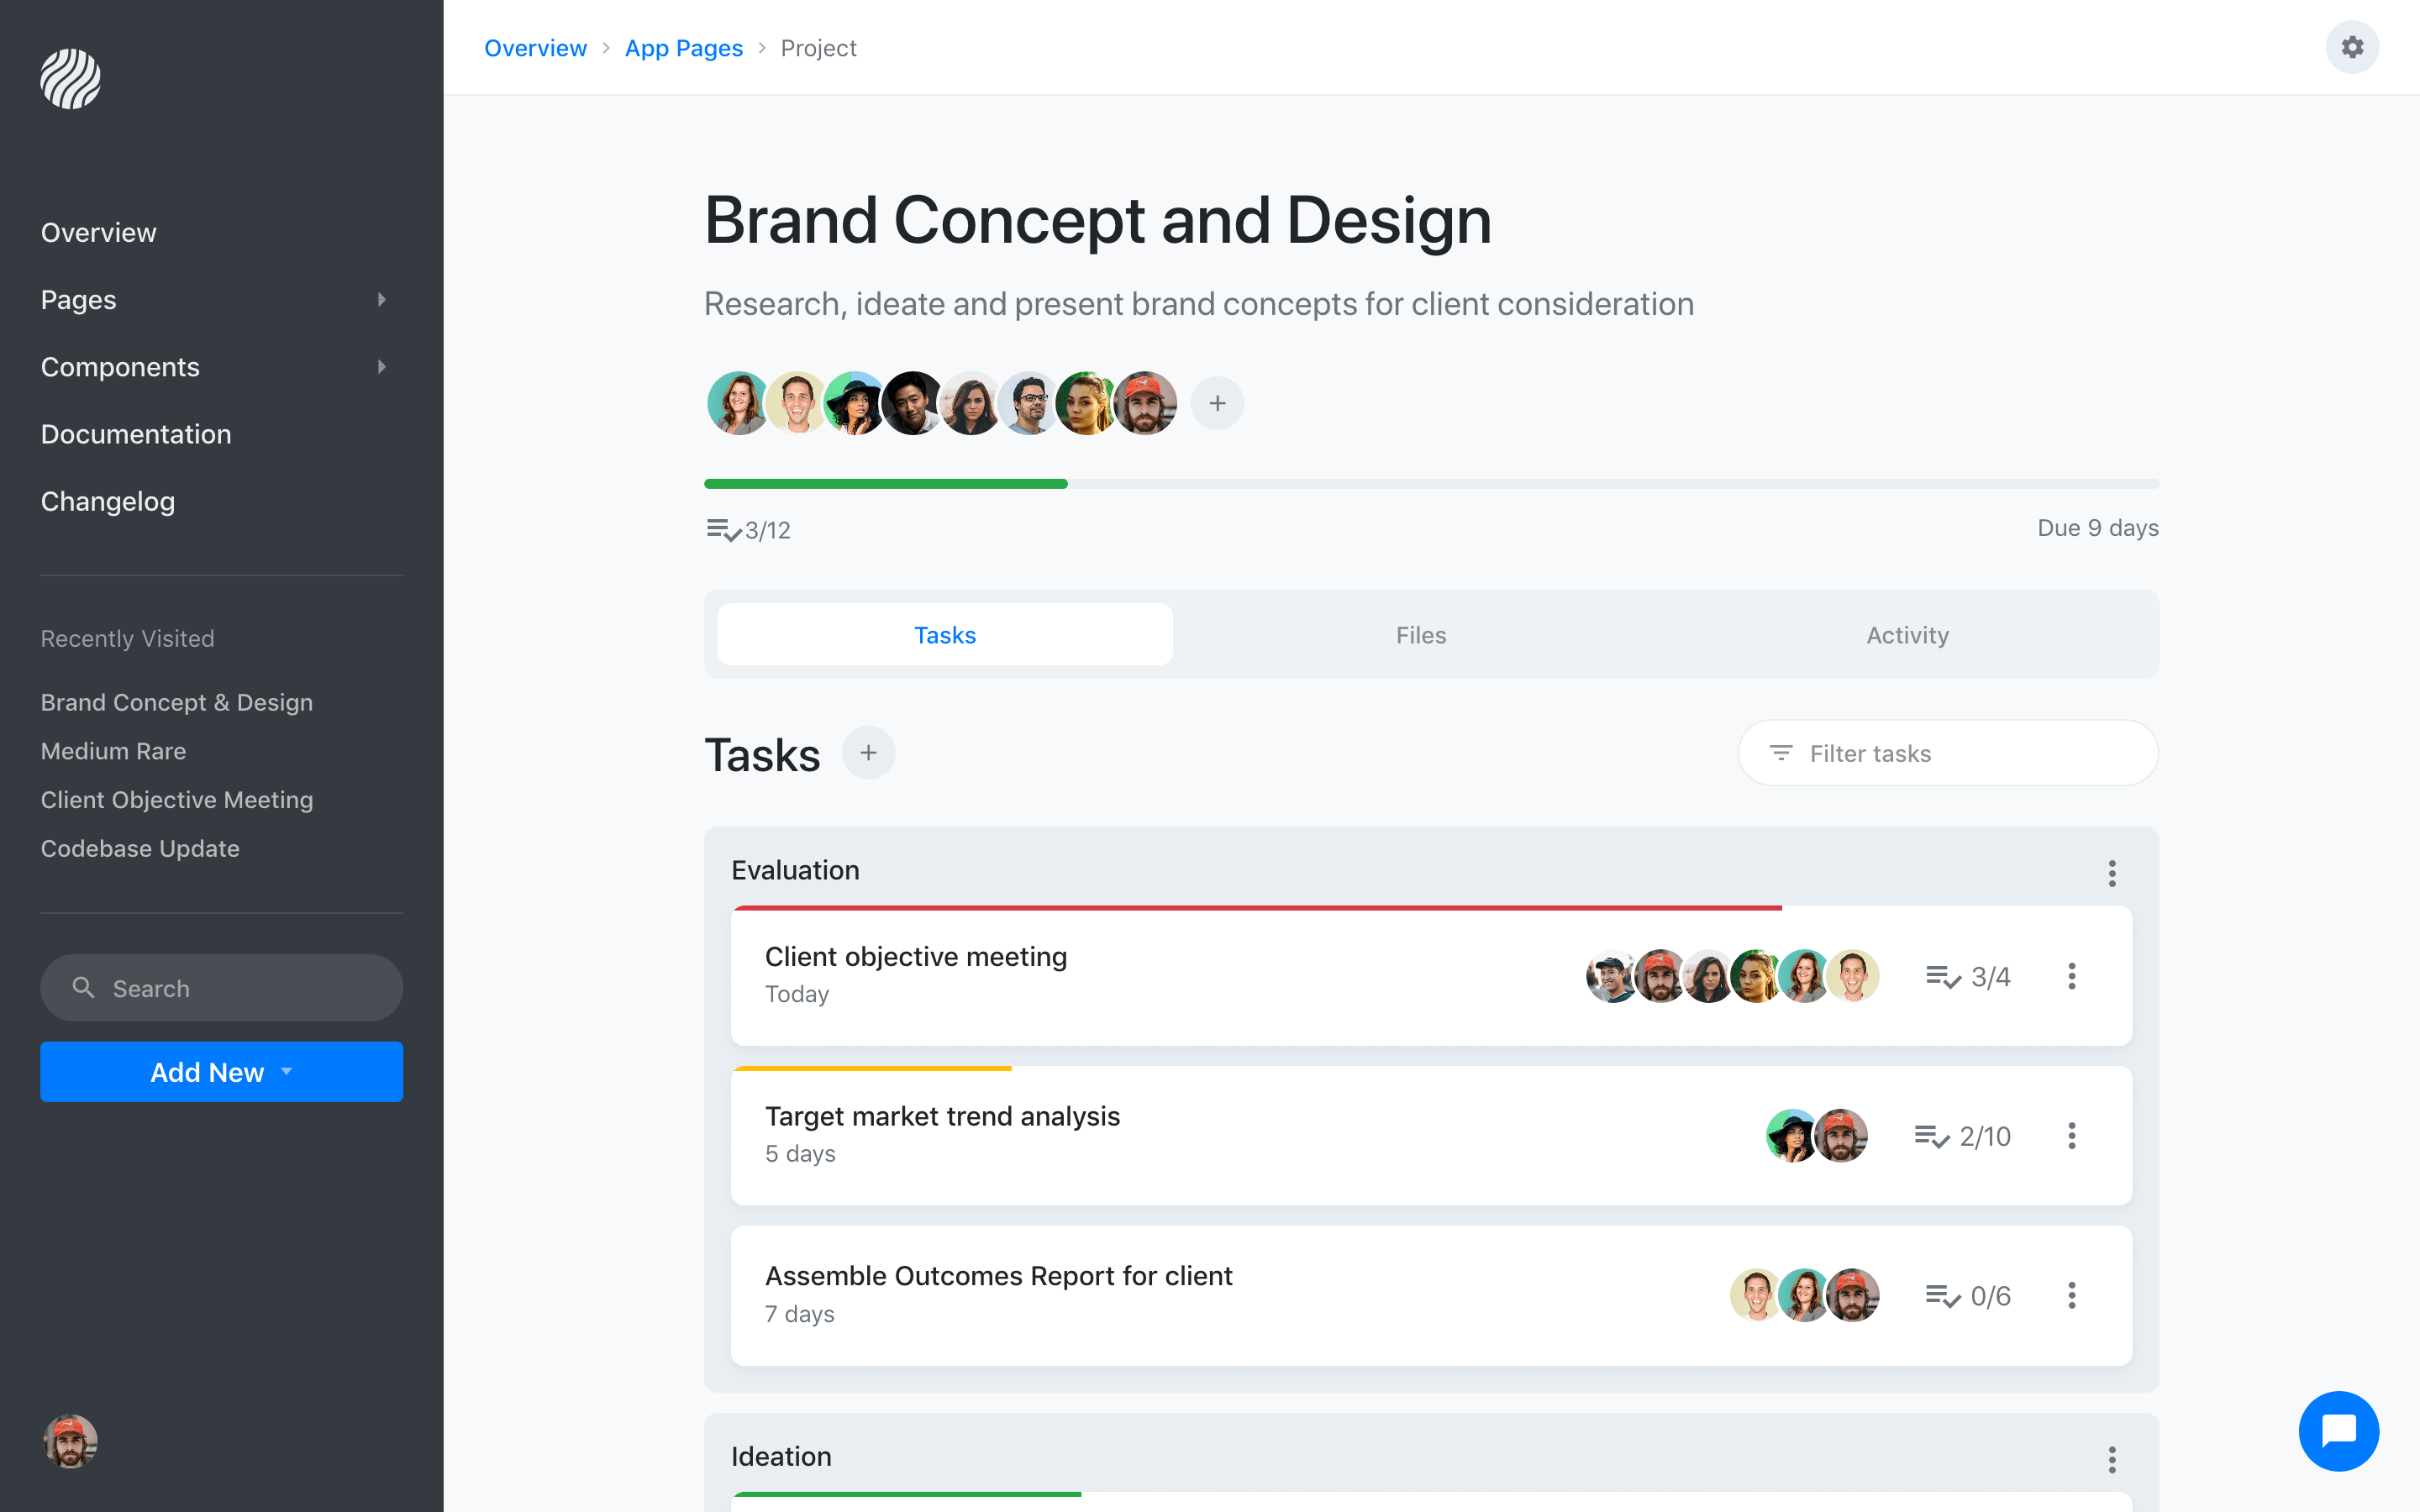 Overview
Pages
Components
Documentation
Changelog
Recently Visited
Brand Concept & Design
Medium Rare
Client Objective Meeting
Codebase Update
Search
Add New
Overview App Pages Project
Brand Concept and Design
Research, ideate and present brand concepts for client consideration
3/12 Due 9 days
Tasks Files Activity
Tasks Filter tasks
Evaluation
Client objective meeting
Today
3/4
Target market trend analysis
5 days
2/10
Assemble Outcomes Report for client
7 days
0/6
Ideation